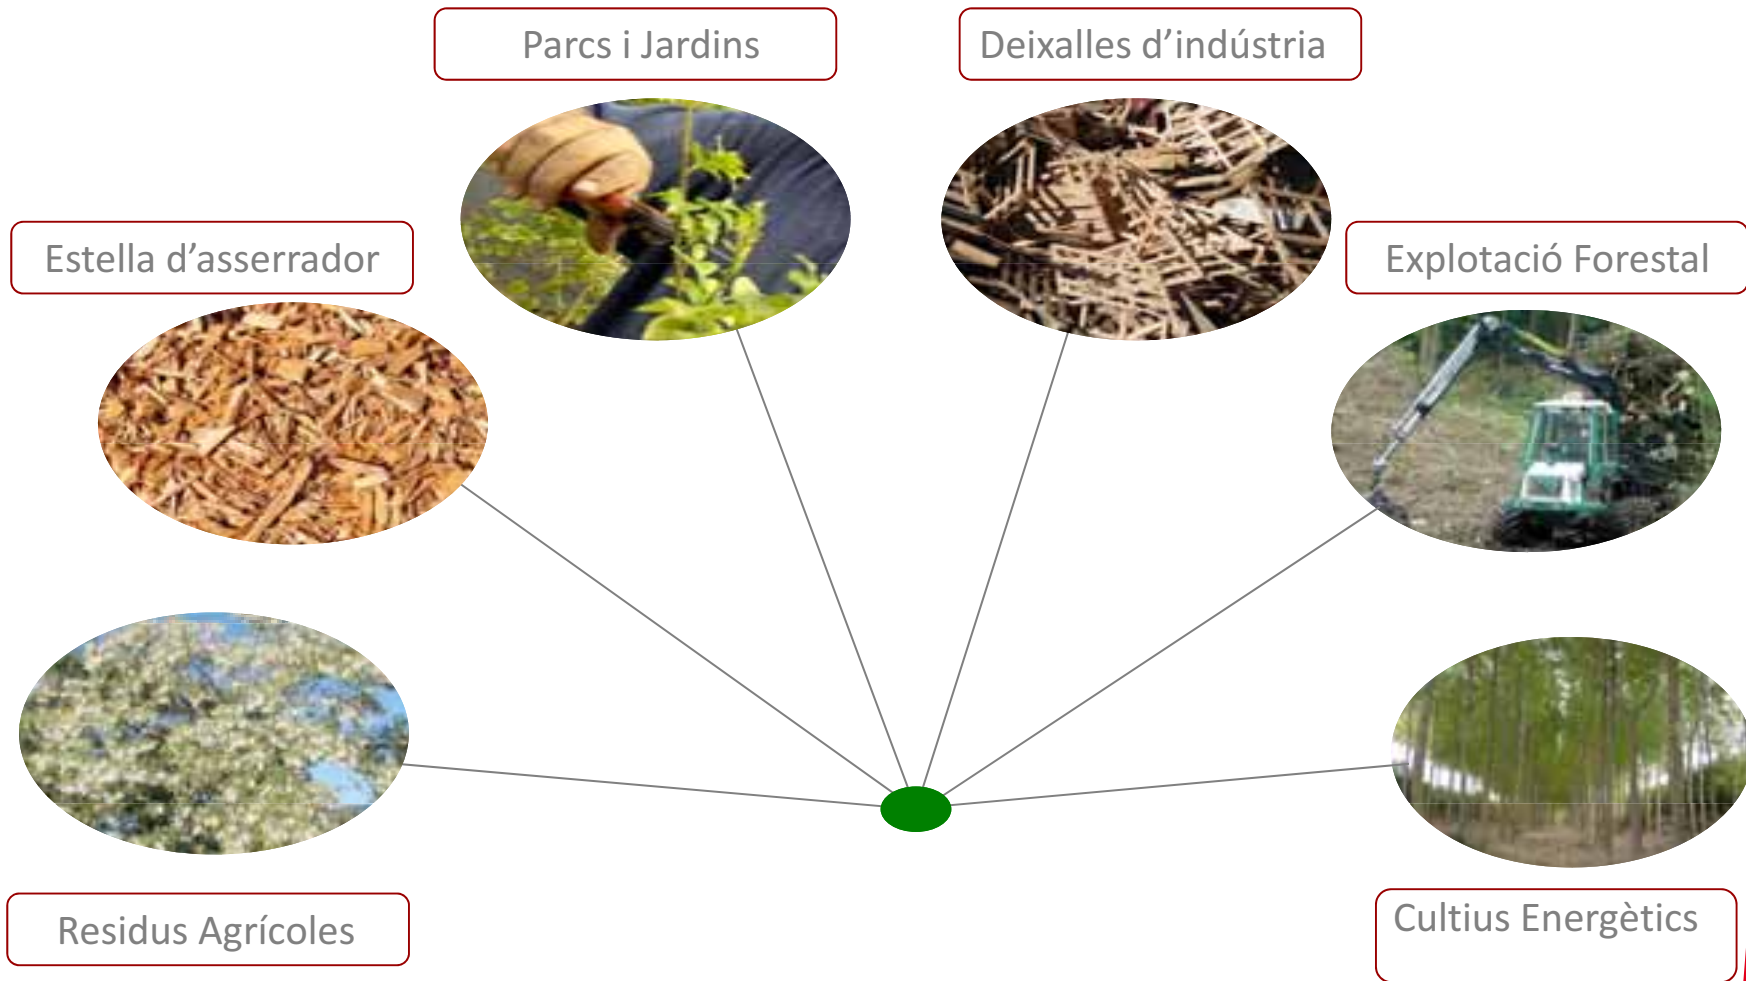 Parcs i Jardins
Deixalles d’indústria
Estella d’asserrador
Explotació Forestal
Residus Agrícoles
Cultius Energètics